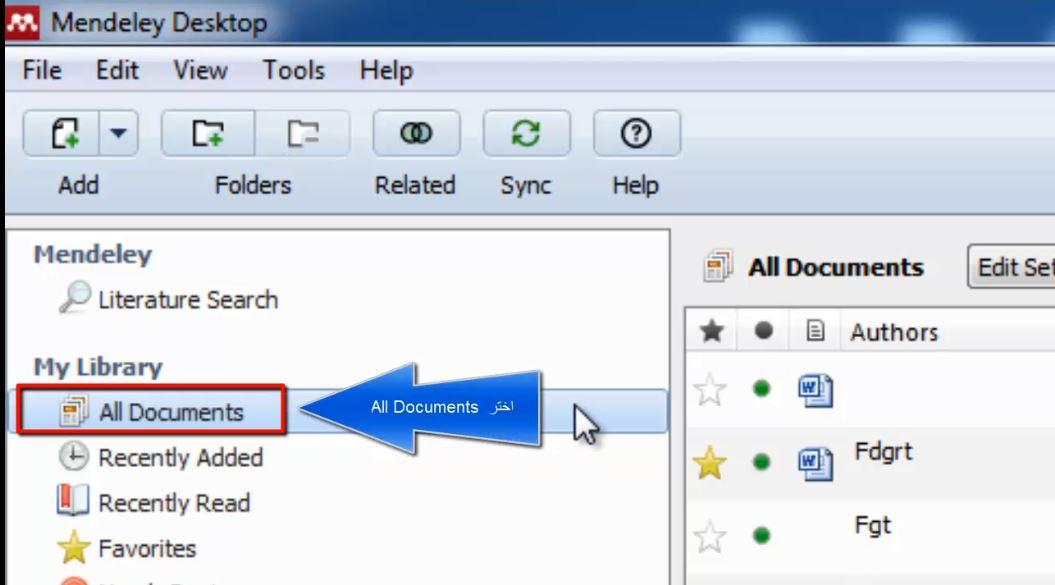 Mendeley Desktop
File Edit View Tools Help
Add Folders Related Sync Help
Mendeley
Literature Search
My Library
All Documents
Recently Added
Recently Read
Favorites
اختر All Documents
All Documents Edit Set
Authors
Fdgrt
Fgt